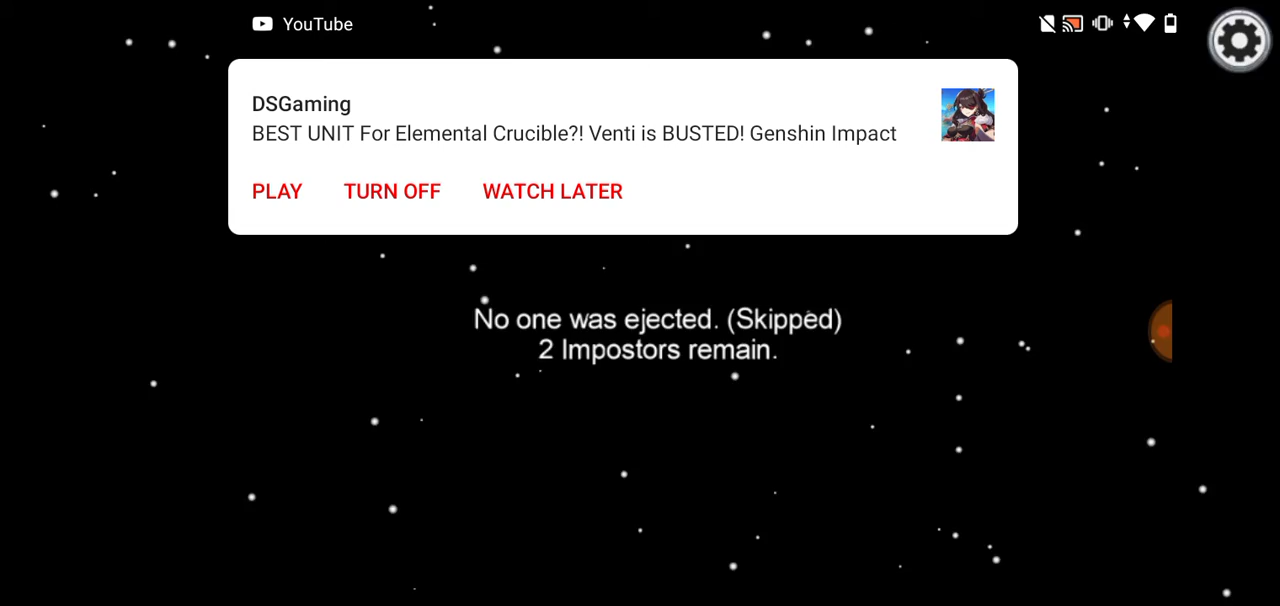 YouTube
DSGaming
BEST UNIT For Elemental Crucible?! Venti is BUSTED! Genshin Impact
PLAY TURN OFF WATCH LATER
No one was ejected. (Skipped)
2 Impostors remain.